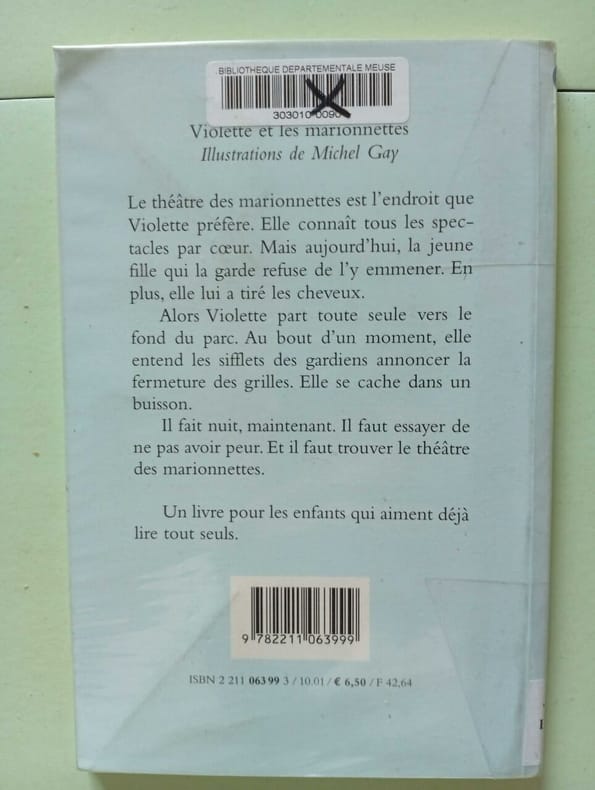 BIBLIOTHEQUE DEPARTEMENTALE MEUSE
Violette et les marionnettes
Illustrations de Michel Gay
Le théâtre des marionnettes est l'endroit que
Violette préfère. Elle connaît tous les spec-
tacles par cœur. Mais aujourd'hui, la jeune
fille qui la garde refuse de l'y emmener. En
plus, elle lui a tiré les cheveux.
Alors Violette part toute seule vers le
fond du parc. Au bout d'un moment, elle
entend les sifflets des gardiens annoncer la
fermeture des grilles. Elle se cache dans un
buisson.
Il fait nuit, maintenant. Il faut essayer de
ne pas avoir peur. Et il faut trouver le théâtre
des marionnettes.
Un livre pour les enfants qui aiment déjà
lire tout seuls.
9 782211 063999
ISBN 2 211 063 99 3 / 10.01 / € 6,50 / F 42,64